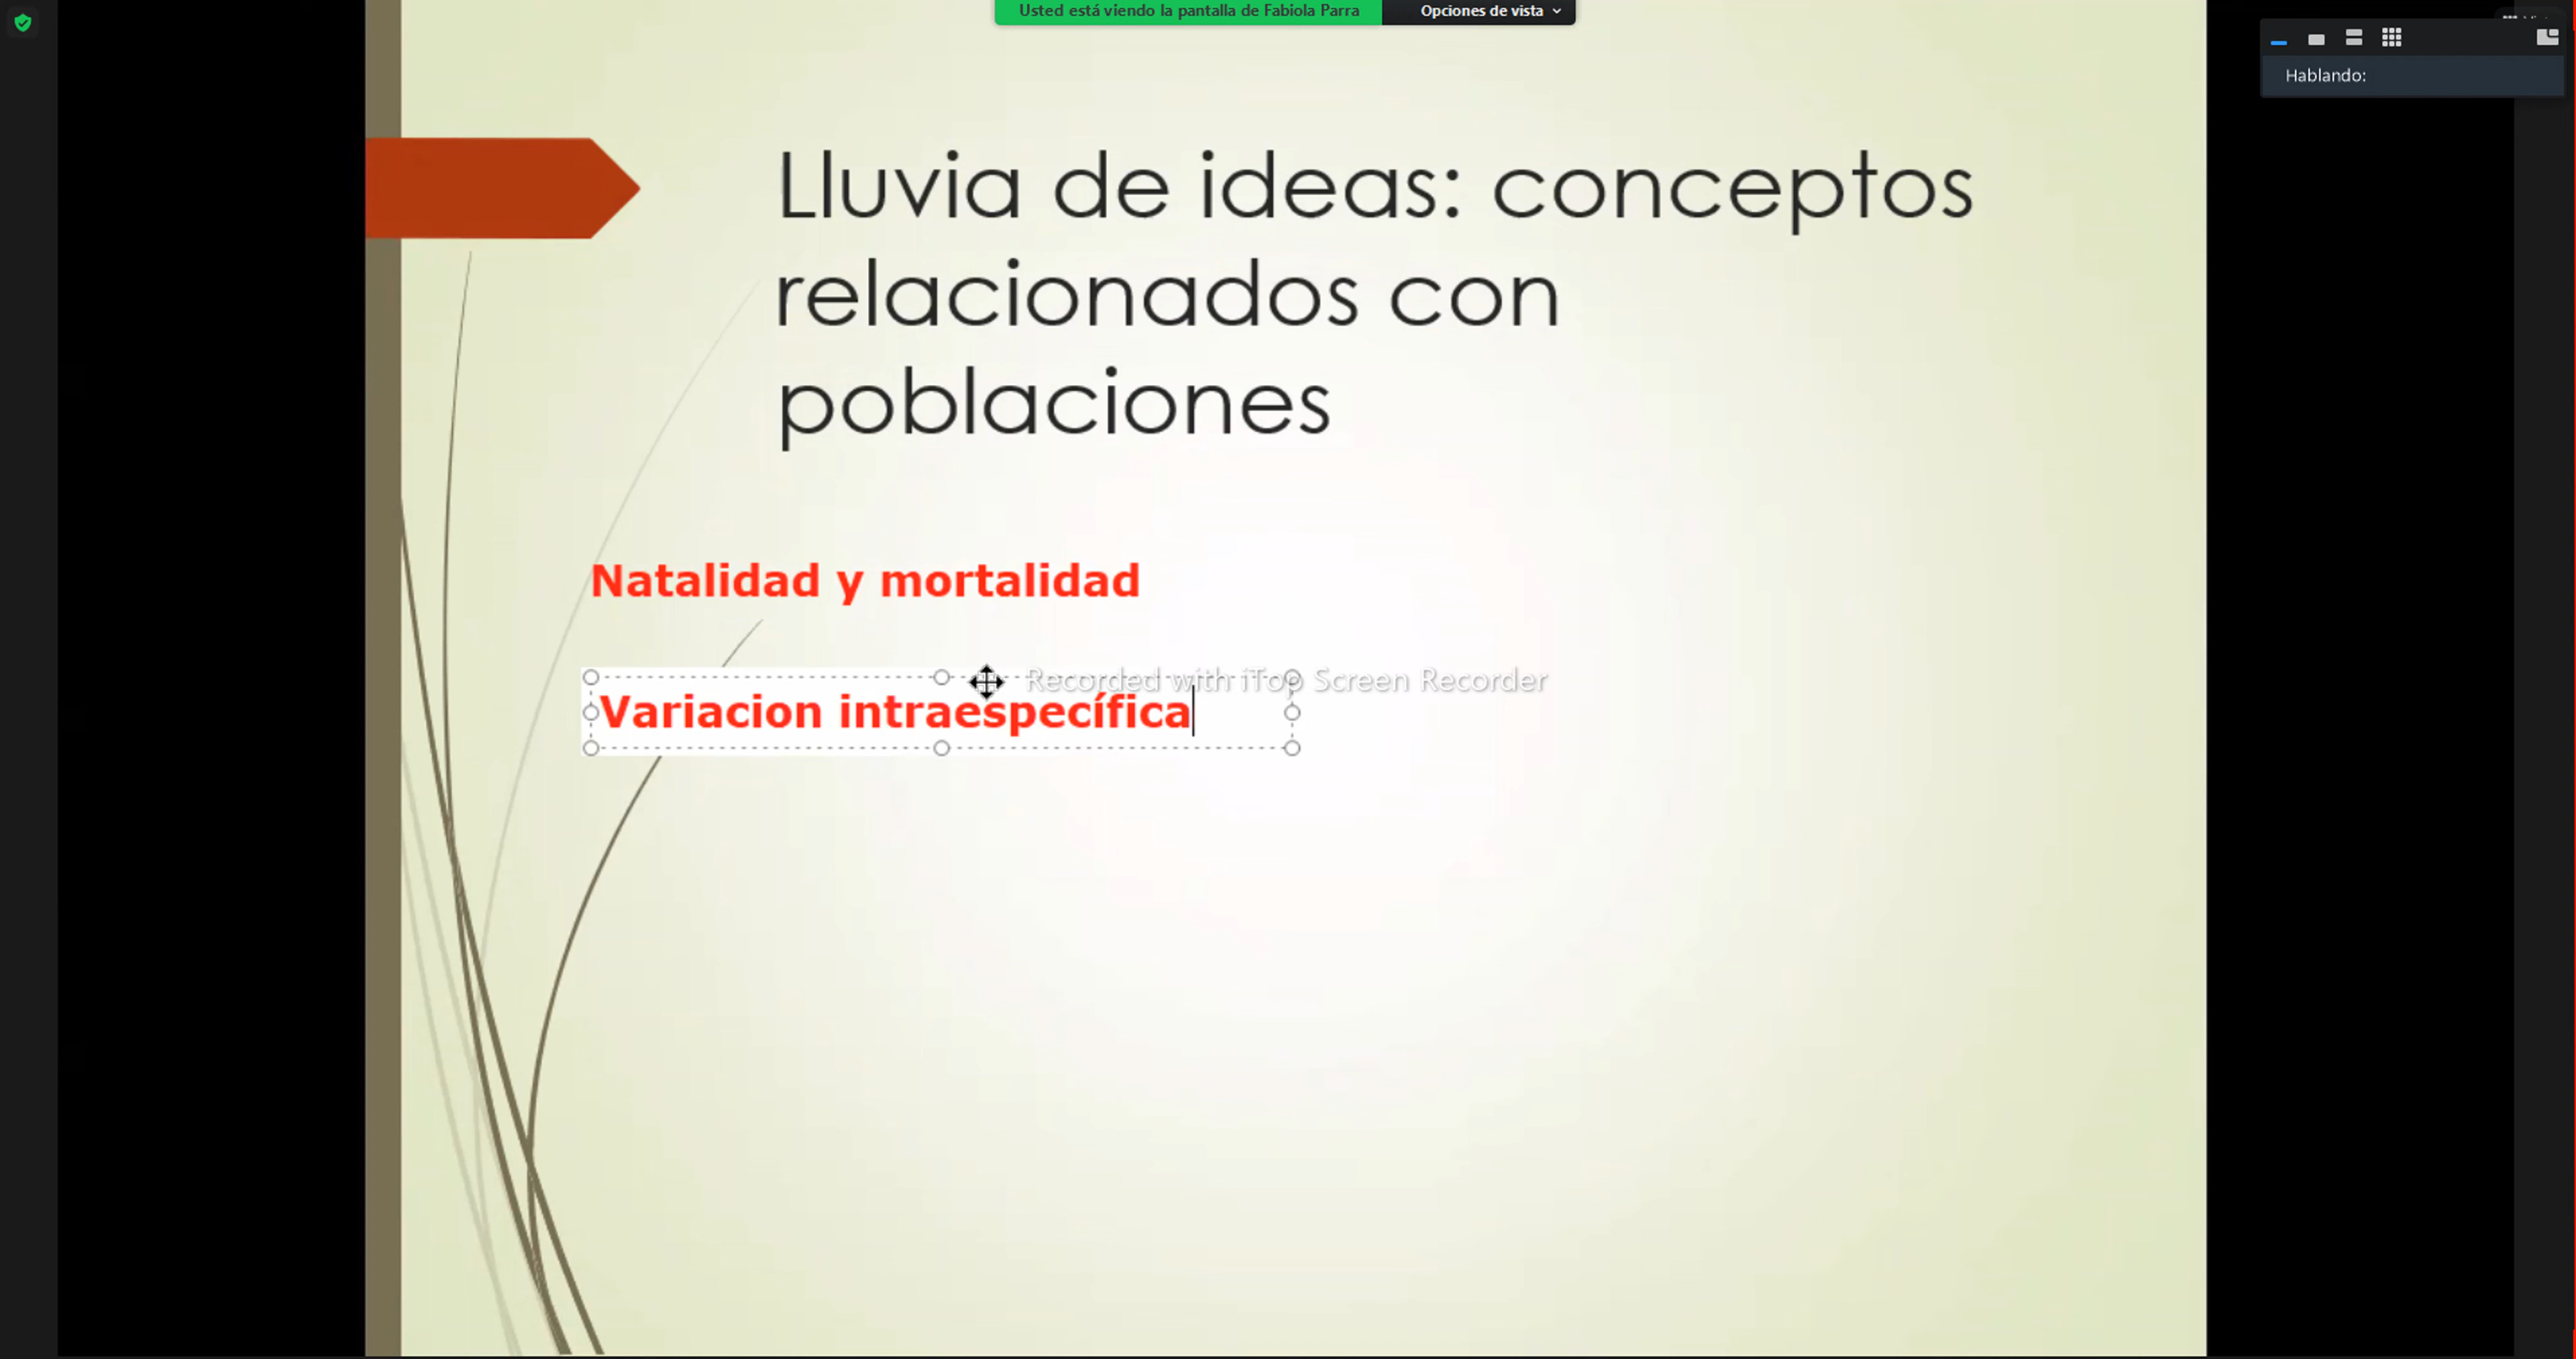 Usted está viendo la pantalla de Fabiola Parra
Opciones de vista
Hablando:
Lluvia de ideas: conceptos
relacionados con
poblaciones
Natalidad y mortalidad
Recorded with iTop Screen Recorder
Variacion intraespecífica